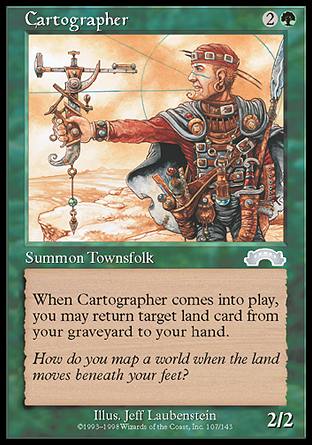 Cartographer 2
Summon Townsfolk
When Cartographer comes into play,
you may return target land card from
your graveyard to your hand.
How do you map a world when the land
moves beneath your feet?
Illus. Jeff Laubenstein
©1993–1998 Wizards of the Coast, Inc. 107/143
2/2